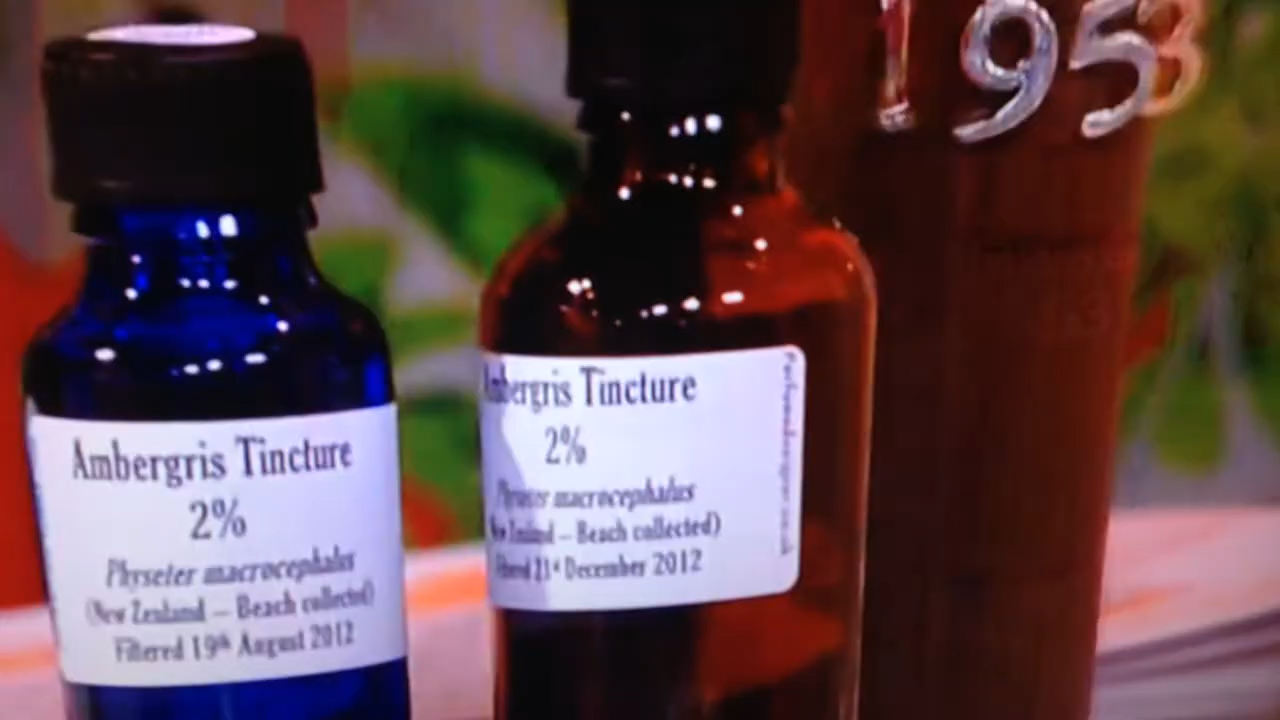 1953
Ambergris Tincture
2%
Physeter macrocephalus
(New Zealand – Beach collected)
Filtered 19th August 2012
Ambergris Tincture
2%
Physeter macrocephalus
New Zealand – Beach collected)
Filtered 21st December 2012